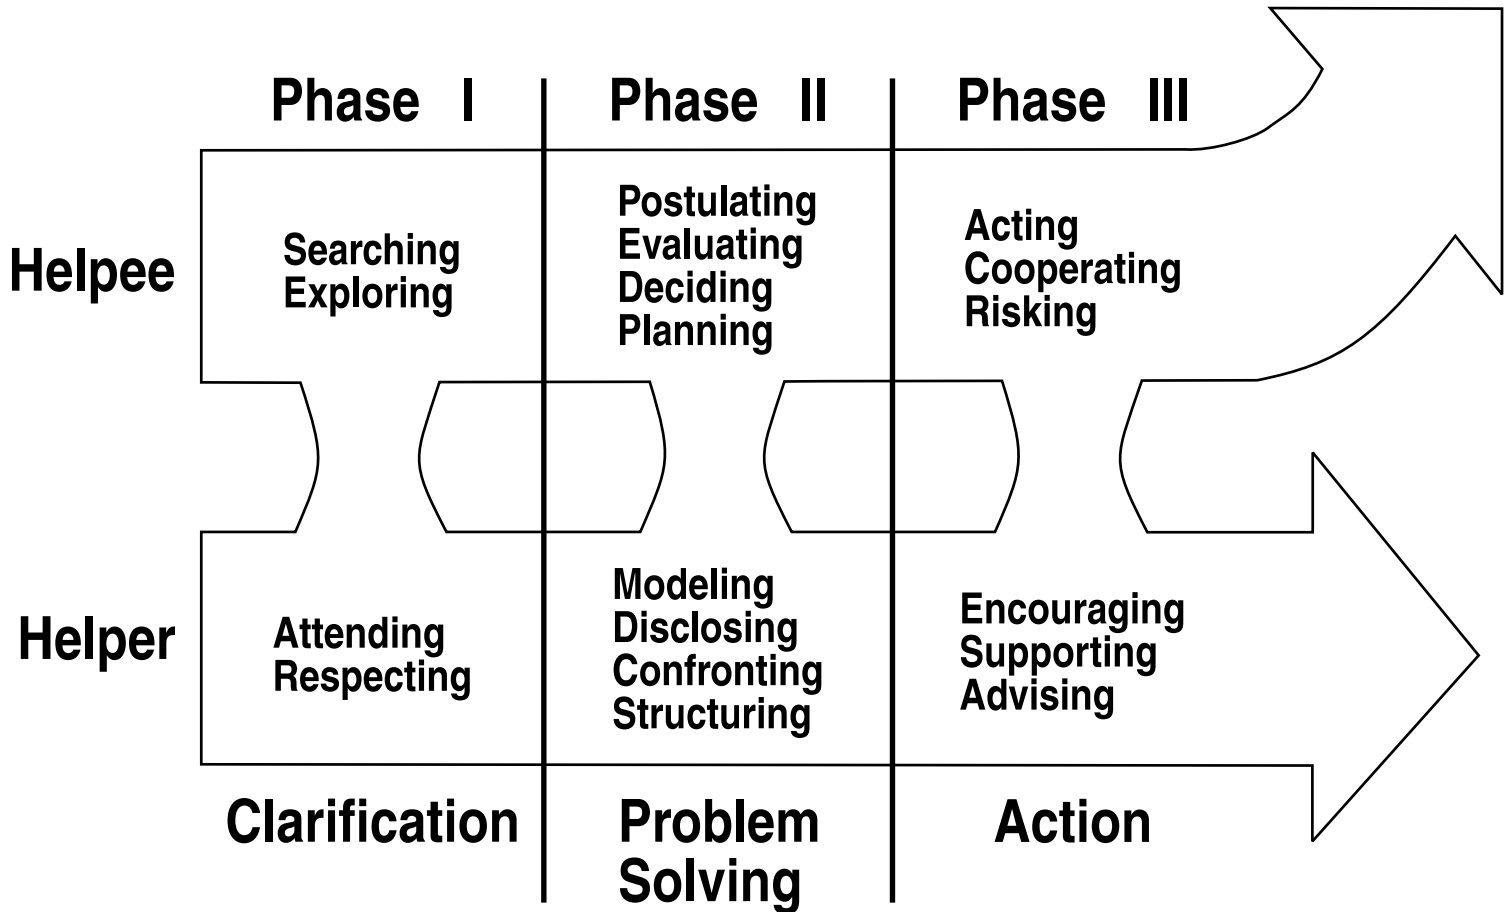 Phase I
Phase II
Phase III
Helpee
Searching
Exploring
Postulating
Evaluating
Deciding
Planning
Acting
Cooperating
Risking
Helper
Attending
Respecting
Modeling
Disclosing
Confronting
Structuring
Encouraging
Supporting
Advising
Clarification
Problem
Solving
Action